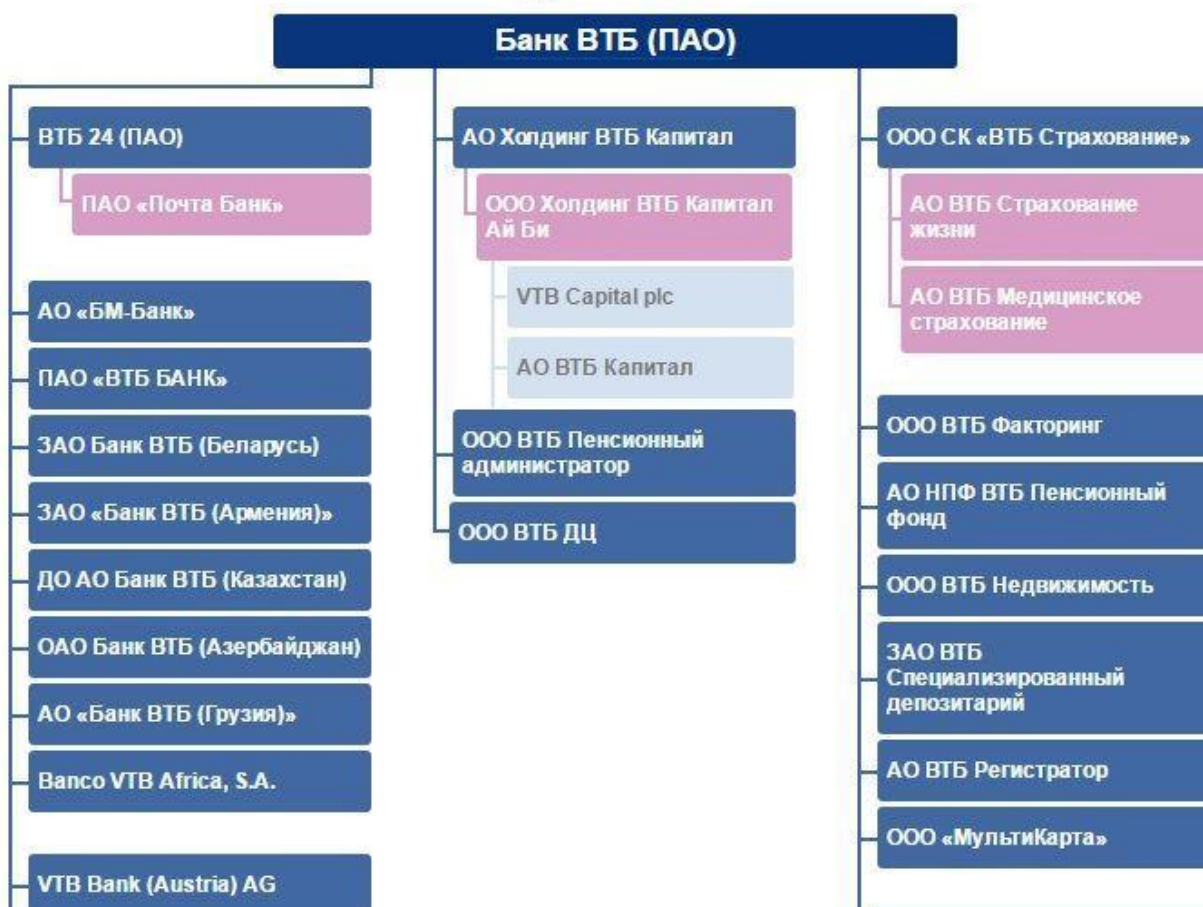 Банк ВТБ (ПАО)
ВТБ 24 (ПАО)
ПАО «Почта Банк»
АО «БМ-Банк»
ПАО «ВТБ БАНК»
ЗАО Банк ВТБ (Беларусь)
ЗАО «Банк ВТБ (Армения)»
ДО АО Банк ВТБ (Казахстан)
ОАО Банк ВТБ (Азербайджан)
АО «Банк ВТБ (Грузия)»
Banco VTB Africa, S.A.
VTB Bank (Austria) AG
АО Холдинг ВТБ Капитал
ООО Холдинг ВТБ Капитал
Ай Би
VTB Capital plc
АО ВТБ Капитал
ООО ВТБ Пенсионный
администратор
ООО ВТБ ДЦ
ООО СК «ВТБ Страхование»
АО ВТБ Страхование
жизни
АО ВТБ Медицинское
страхование
ООО ВТБ Факторинг
АО НПФ ВТБ Пенсионный
фонд
ООО ВТБ Недвижимость
ЗАО ВТБ
Специализированный
депозитарий
АО ВТБ Регистратор
ООО «МультиКарта»